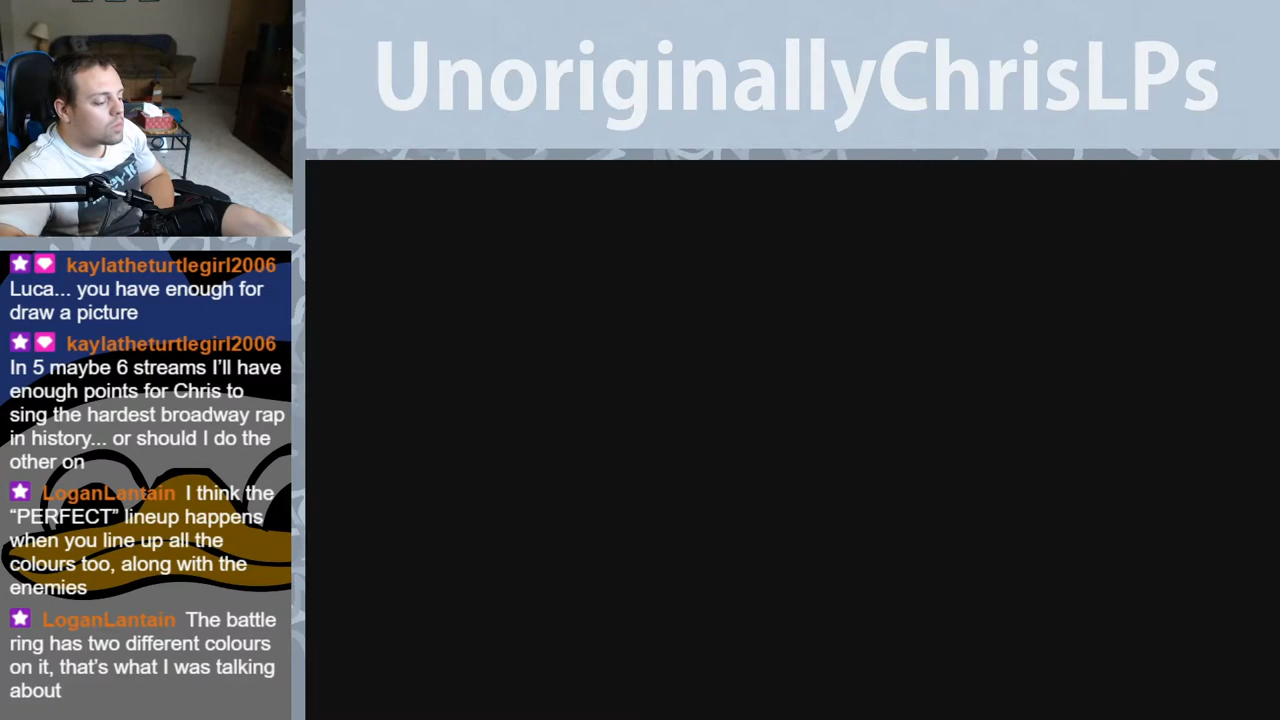 UnoriginallyChrisLPs
kaylatheturtlegirl2006
Luca... you have enough for
draw a picture
kaylatheturtlegirl2006
In 5 maybe 6 streams I’ll have
enough points for Chris to
sing the hardest broadway rap
in history... or should I do the
other on
LoganLantain I think the
“PERFECT” lineup happens
when you line up all the
colours too, along with the
enemies
LoganLantain The battle
ring has two different colours
on it, that’s what I was talking
about